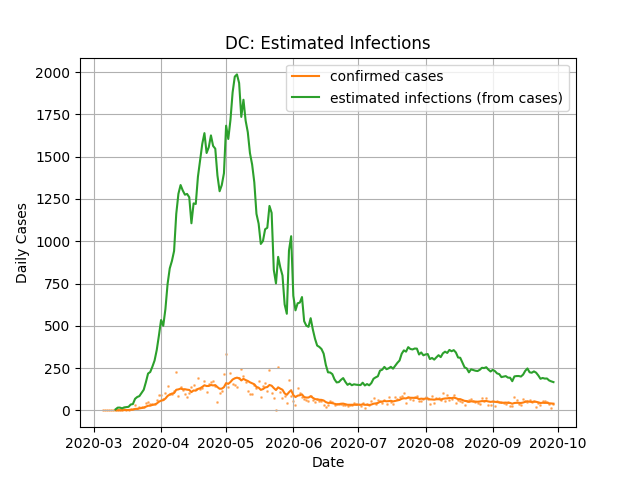 DC: Estimated Infections
confirmed cases
estimated infections (from cases)
2000
1750
1500
1250
1000
750
500
250
0
Daily Cases
2020-03 2020-04 2020-05 2020-06 2020-07 2020-08 2020-09 2020-10
Date